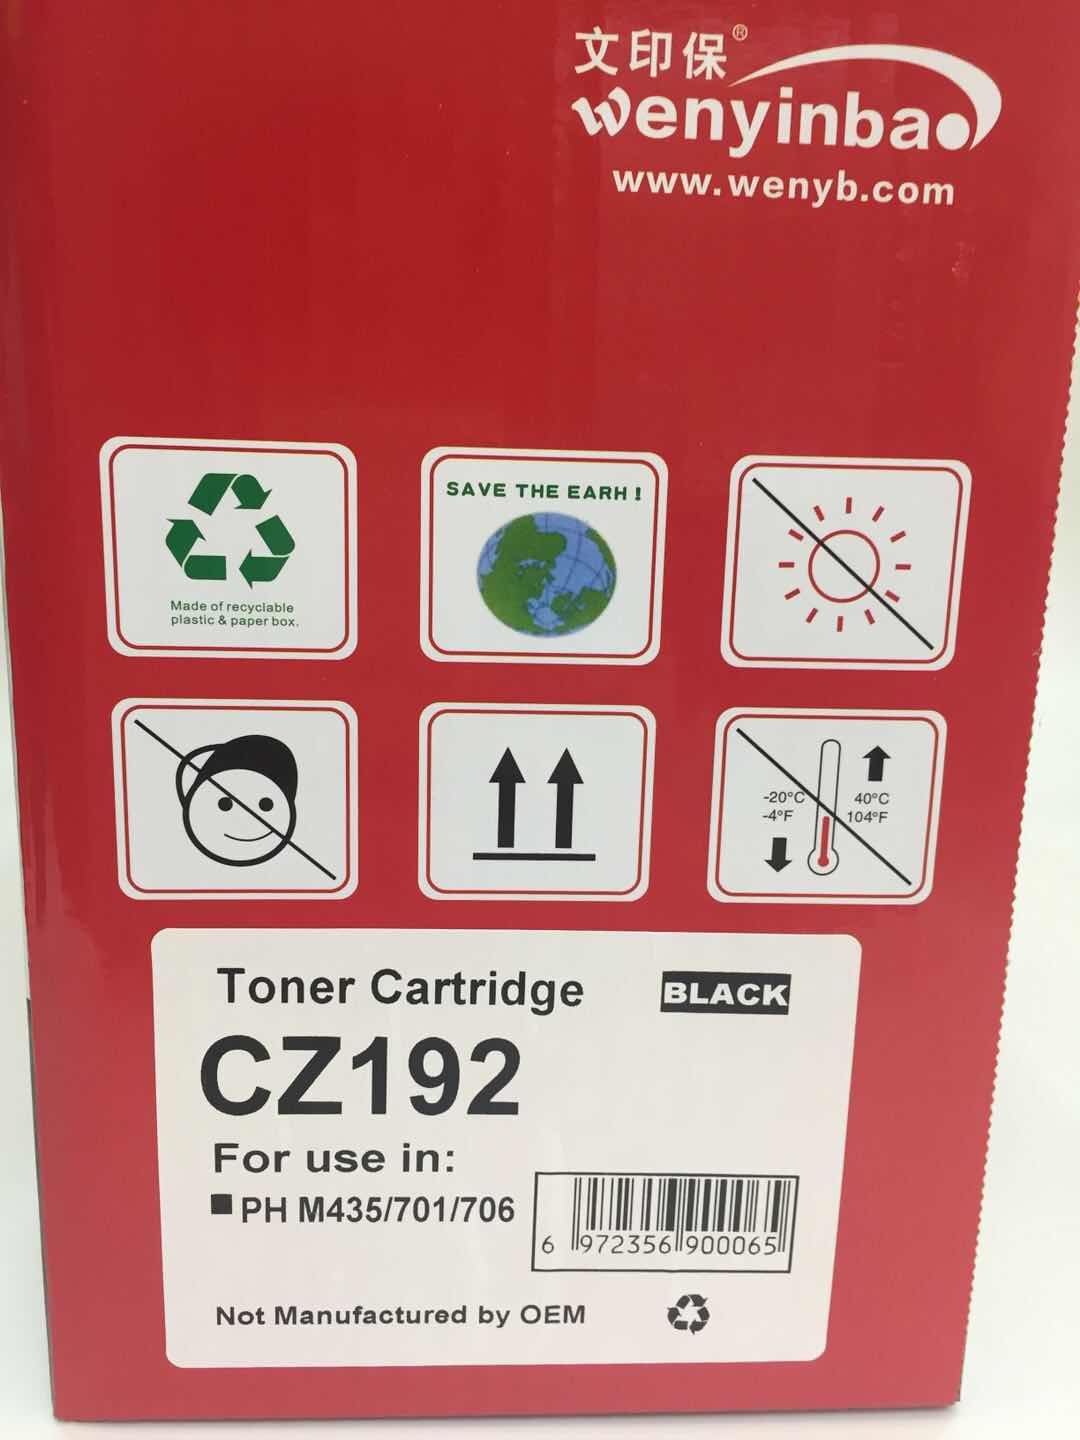 文印保®
wenyinbao
www.wenyb.com
Made of recyclable
plastic & paper box.
SAVE THE EARH !
-20°C
-4°F
40°C
104°F
Toner Cartridge
BLACK
CZ192
For use in:
PH M435/701/706
6 972356 900065
Not Manufactured by OEM